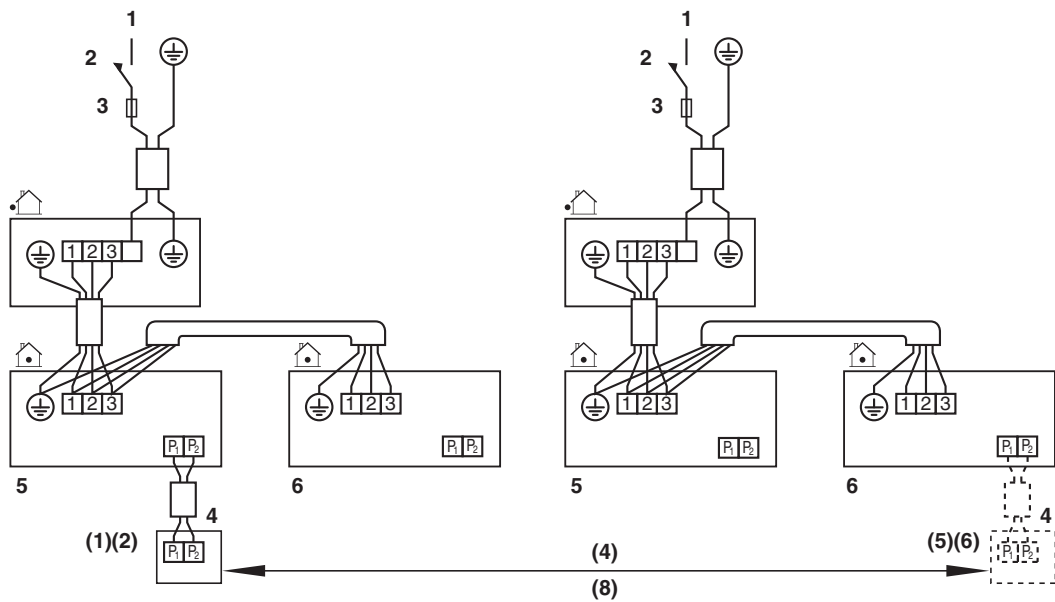 1 1
2 2
3 3
1 2 3 1 2 3
1 2 3 1 2 3 1 2 3 1 2 3
P1 P2 P1 P2 P1 P2 P1 P2
5 6 5 6
4 4
(1)(2) (4) (5)(6)
P1 P2 P1 P2
(8)